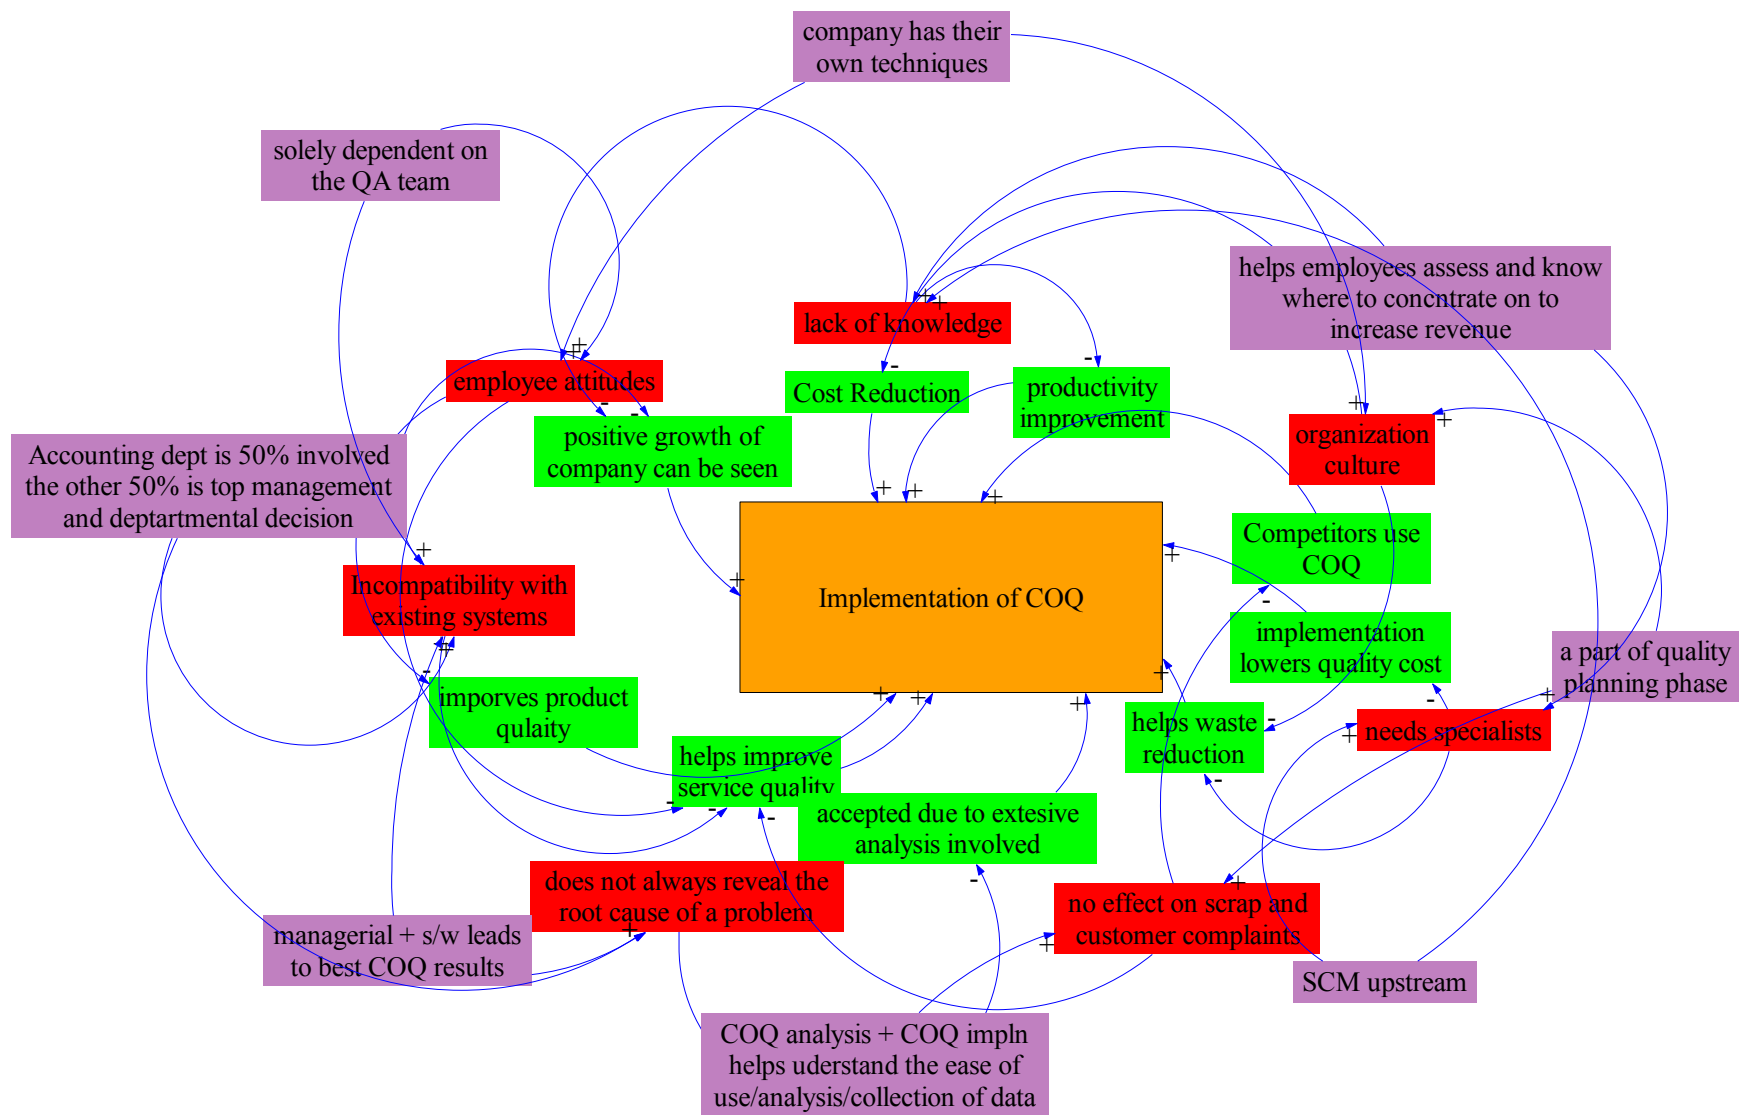 company has their
own techniques
solely dependent on
the QA team
helps employees assess and know
where to concntrate on to
increase revenue
lack of knowledge
employee attitudes
Cost Reduction
productivity
improvement
positive growth of
company can be seen
organization
culture
Accounting dept is 50% involved
the other 50% is top management
and deptartmental decision
Competitors use
COQ
Incompatibility with
existing systems
Implementation of COQ
implementation
lowers quality cost
a part of quality
planning phase
imporves product
qulaity
helps waste
reduction
needs specialists
helps improve
service quality
accepted due to extesive
analysis involved
does not always reveal the
root cause of a problem
no effect on scrap and
customer complaints
managerial + s/w leads
to best COQ results
SCM upstream
COQ analysis + COQ impln
helps uderstand the ease of
use/analysis/collection of data